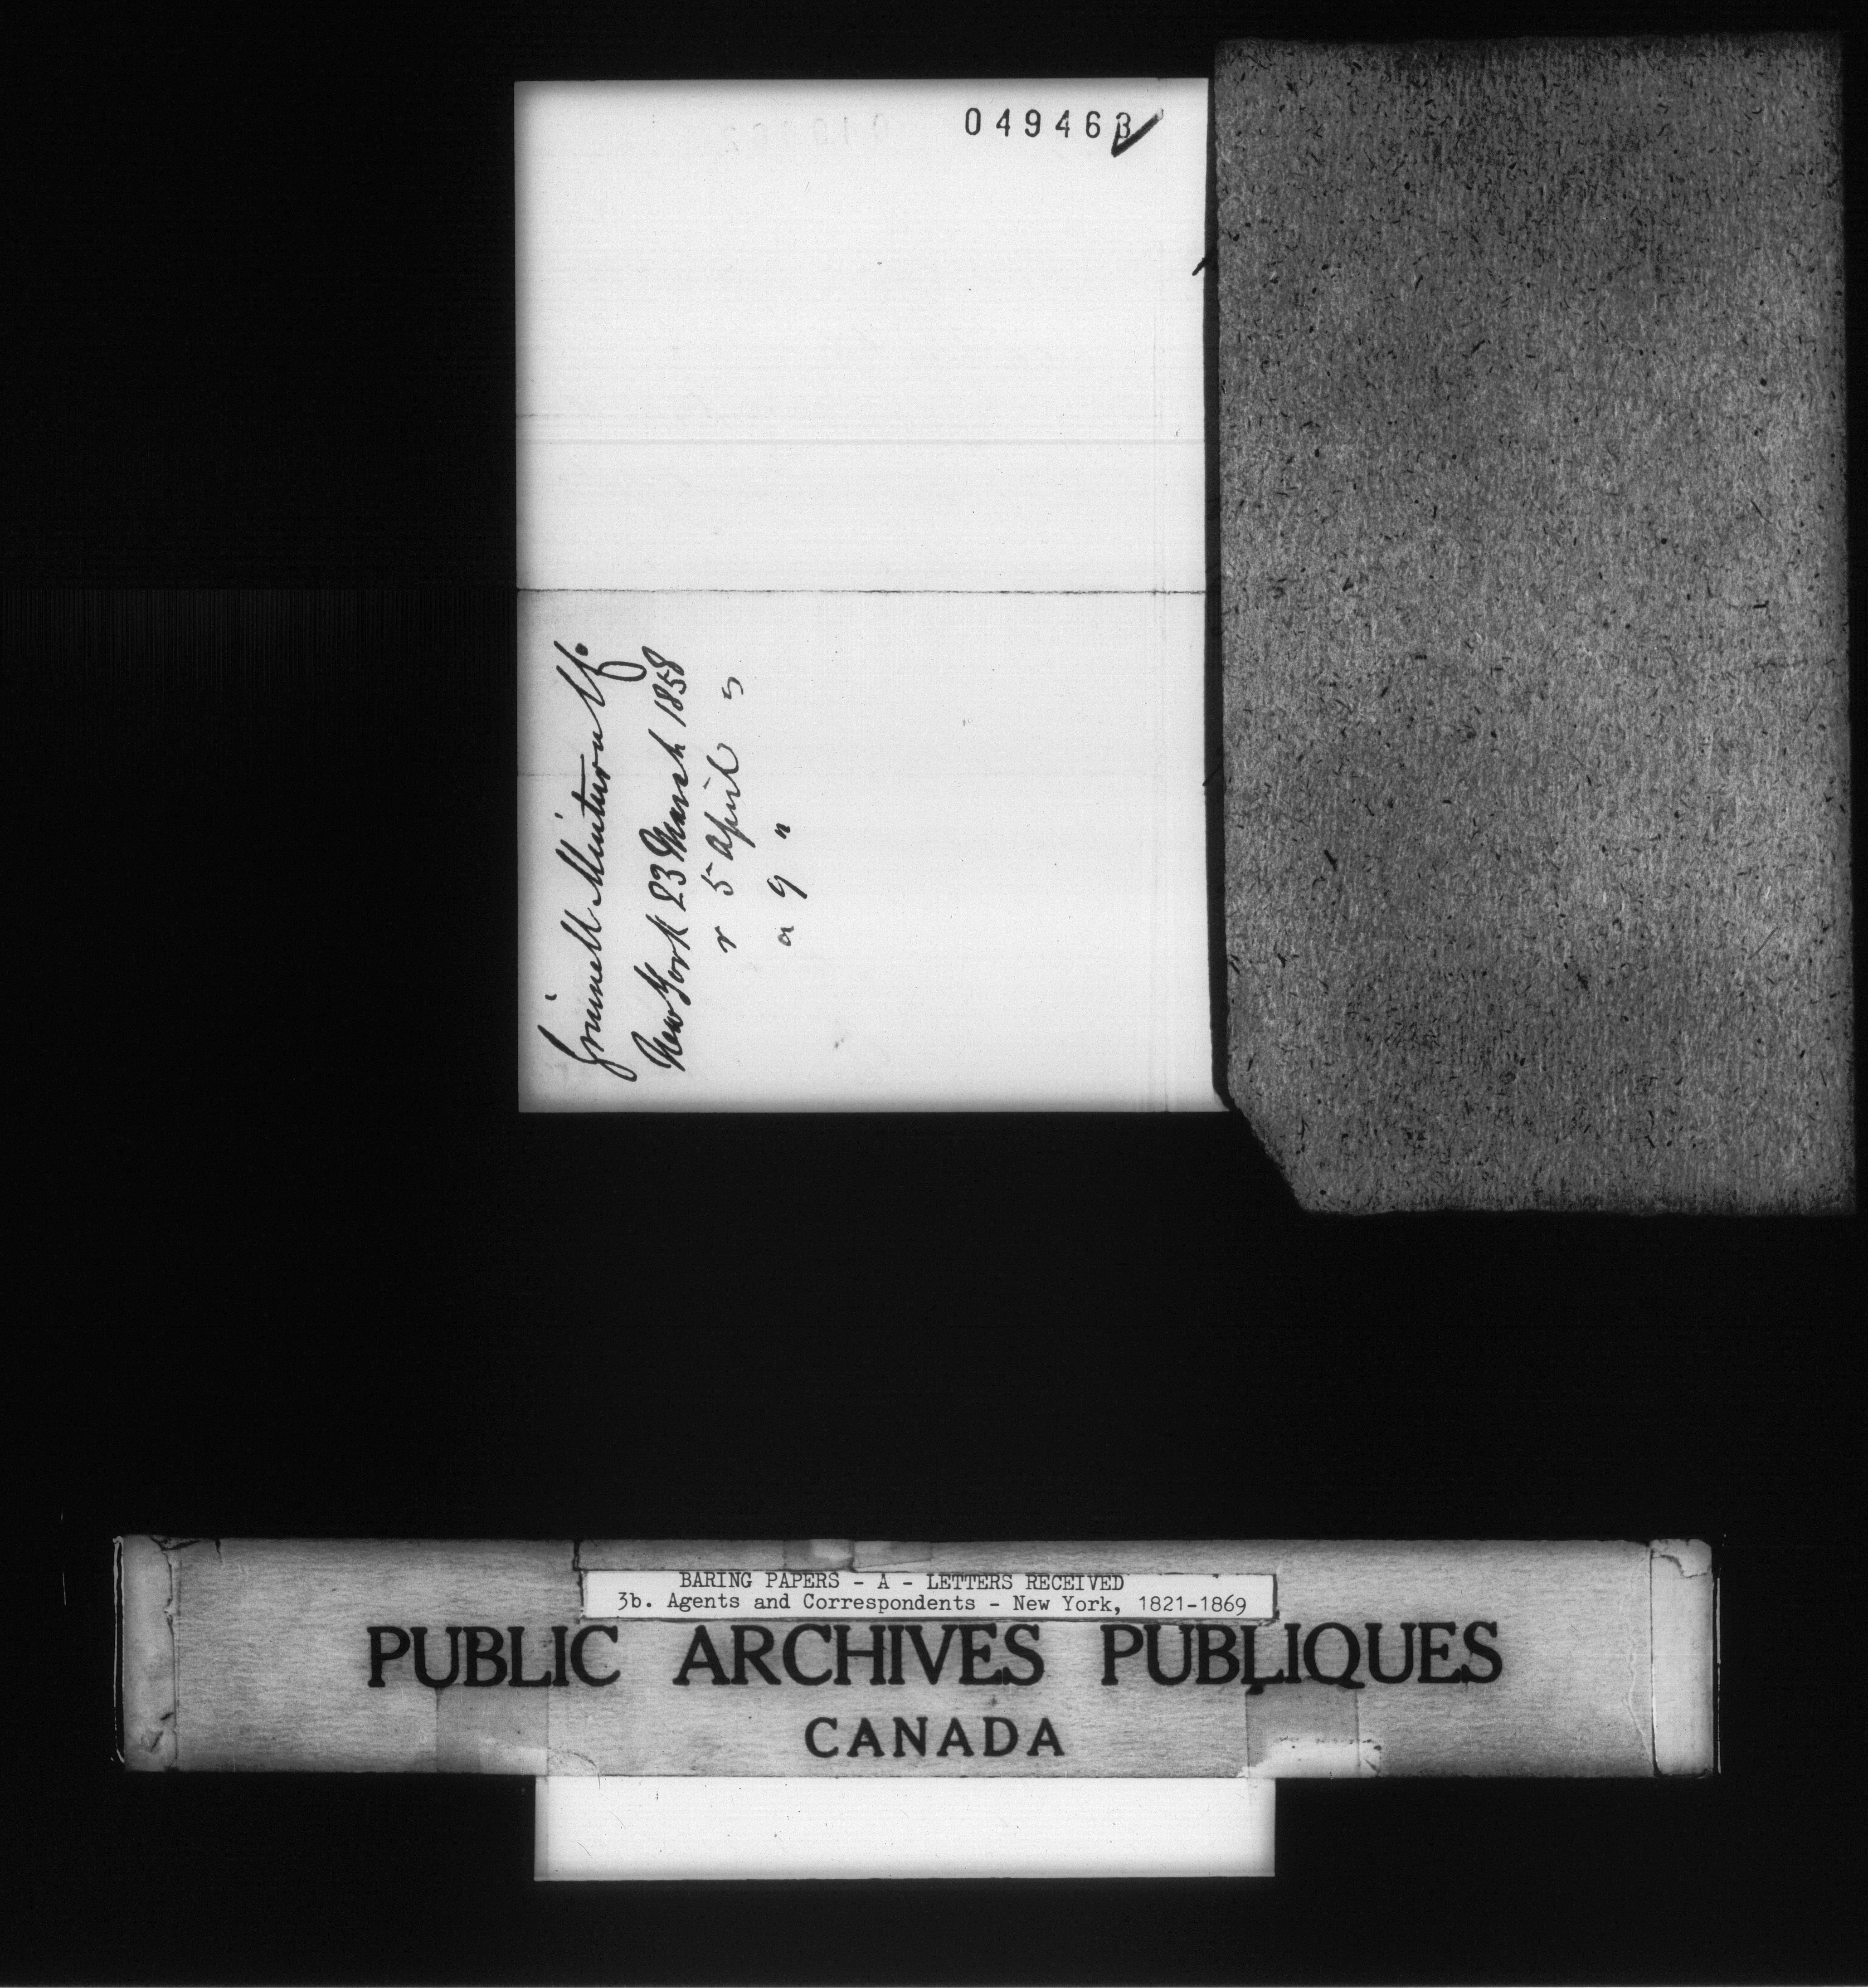 049463
Grinnell Minturn &Co.
New York 23 March 1858
r 5 April
a 9 "
BARING PAPERS - A - LETTERS RECEIVED
3b. Agents and Correspondents - New York, 1821-1869
PUBLIC ARCHIVES PUBLIQUES
CANADA